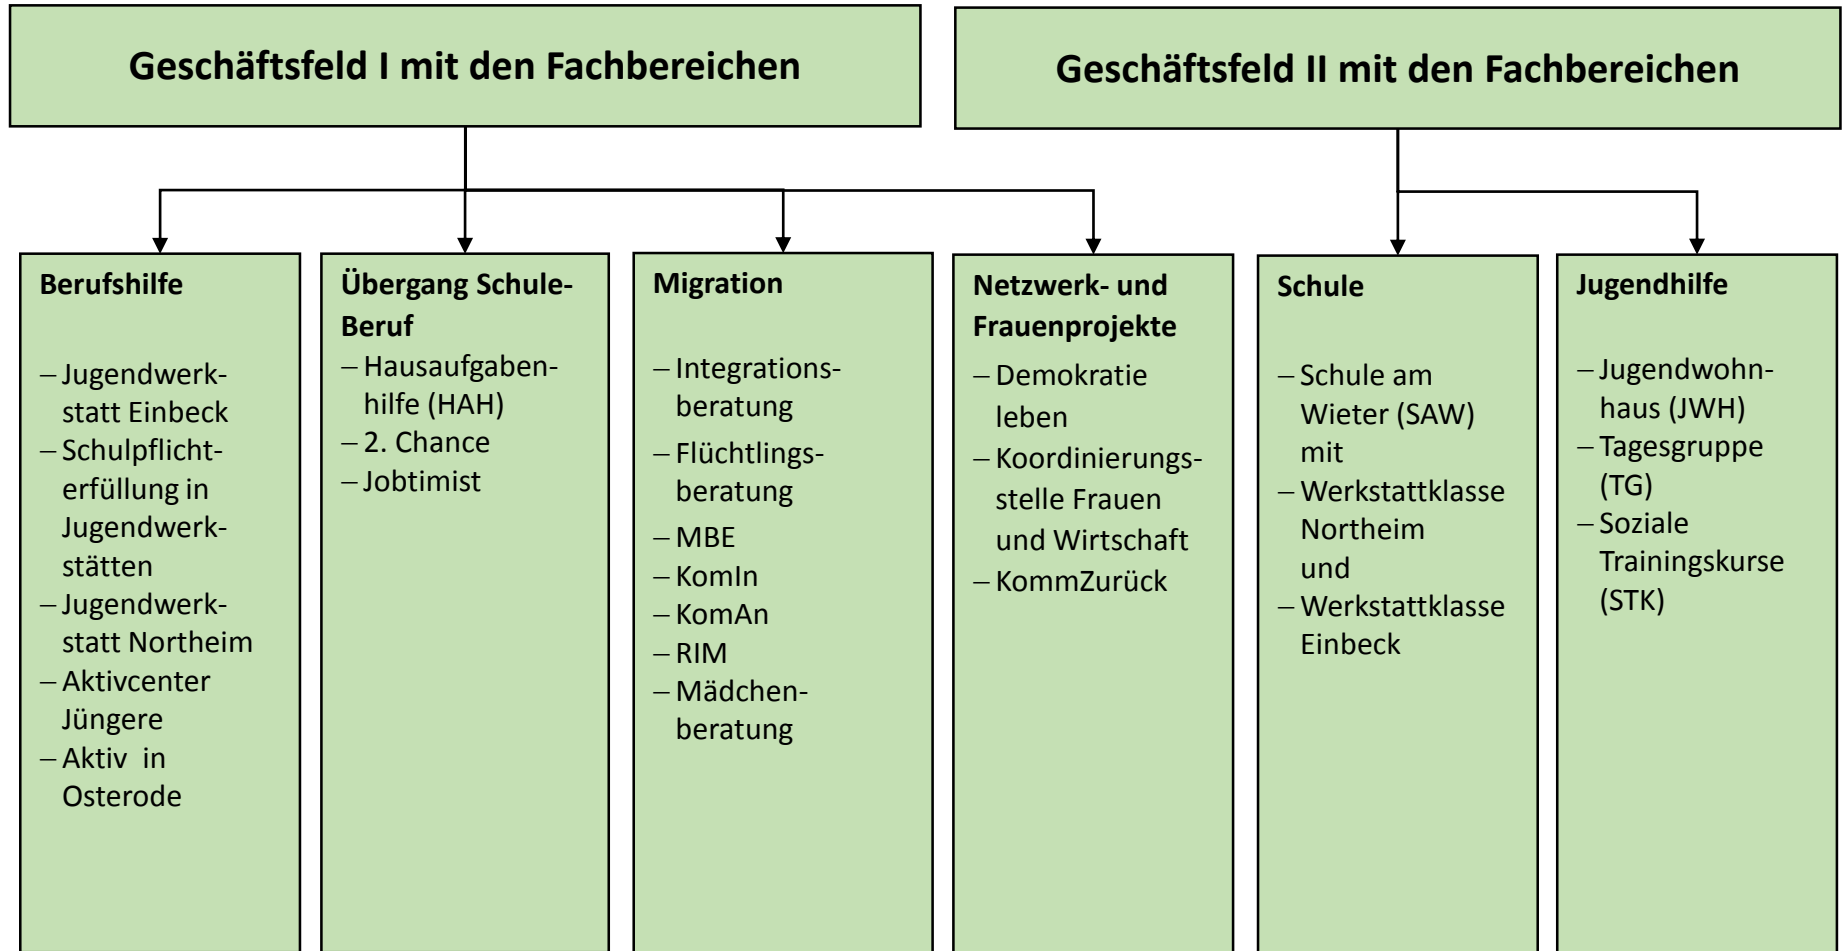 Geschäftsfeld I mit den Fachbereichen
Geschäftsfeld II mit den Fachbereichen
Berufshilfe
– Jugendwerk-
statt Einbeck
– Schulpflicht-
erfüllung in
Jugendwerk-
stätten
– Jugendwerk-
statt Northeim
– Aktivcenter
Jüngere
– Aktiv in
Osterode
Übergang Schule-
Beruf
– Hausaufgaben-
hilfe (HAH)
– 2. Chance
– Jobtimist
Migration
– Integrations-
beratung
– Flüchtlings-
beratung
– MBE
– KomIn
– KomAn
– RIM
– Mädchen-
beratung
Netzwerk- und
Frauenprojekte
– Demokratie
leben
– Koordinierungs-
stelle Frauen
und Wirtschaft
– KommZurück
Schule
– Schule am
Wieter (SAW)
mit
– Werkstattklasse
Northeim
und
– Werkstattklasse
Einbeck
Jugendhilfe
– Jugendwohn-
haus (JWH)
– Tagesgruppe
(TG)
– Soziale
Trainingskurse
(STK)